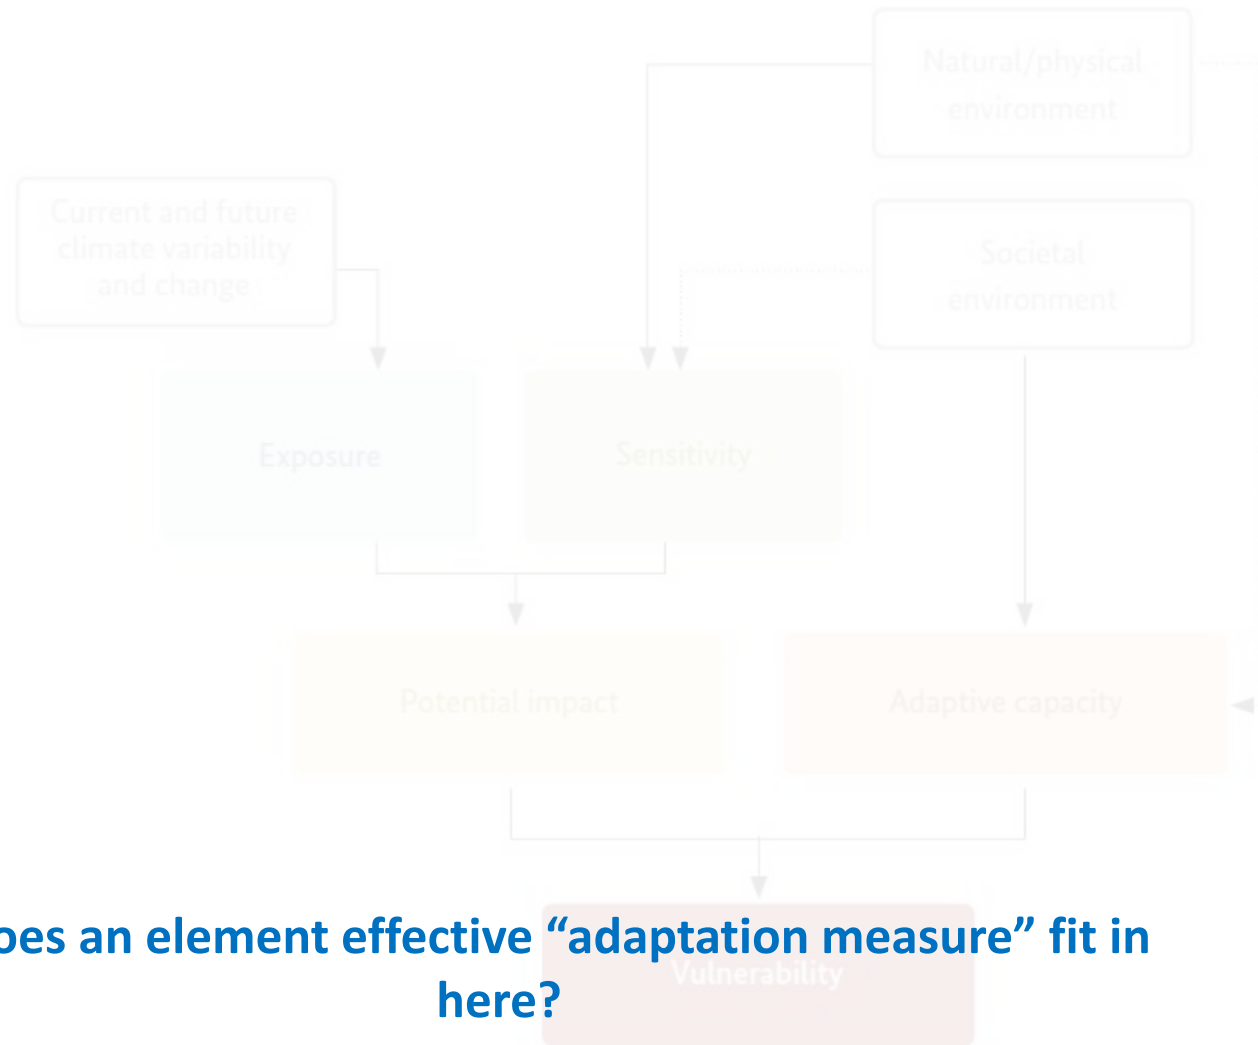 Natural/physical
environment
Current and future
climate variability
and change
Societal
environment
Exposure
Sensitivity
Potential impact
Adaptive capacity
oes an element effective “adaptation measure” fit in
here?
Vulnerability